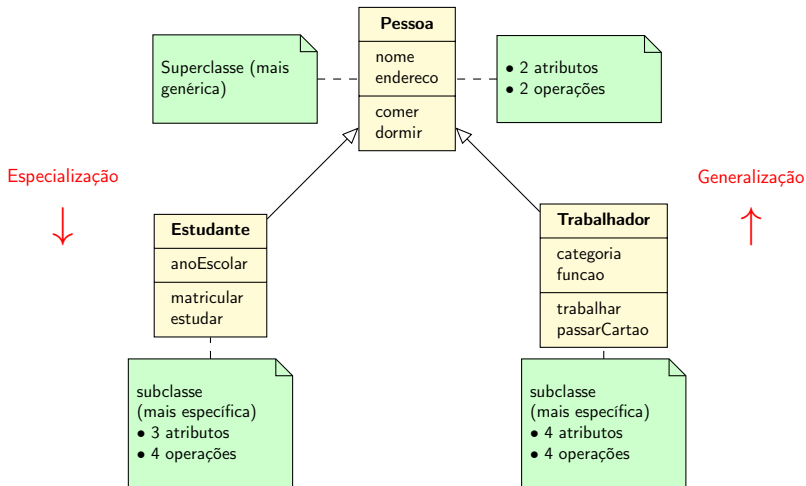 Pessoa
nome
endereco
comer
dormir
Superclasse (mais
genérica)
• 2 atributos
• 2 operações
Especialização
Generalização
Estudante
anoEscolar
matricular
estudar
Trabalhador
categoria
funcao
trabalhar
passarCartao
subclasse
(mais específica)
• 3 atributos
• 4 operações
subclasse
(mais específica)
• 4 atributos
• 4 operações